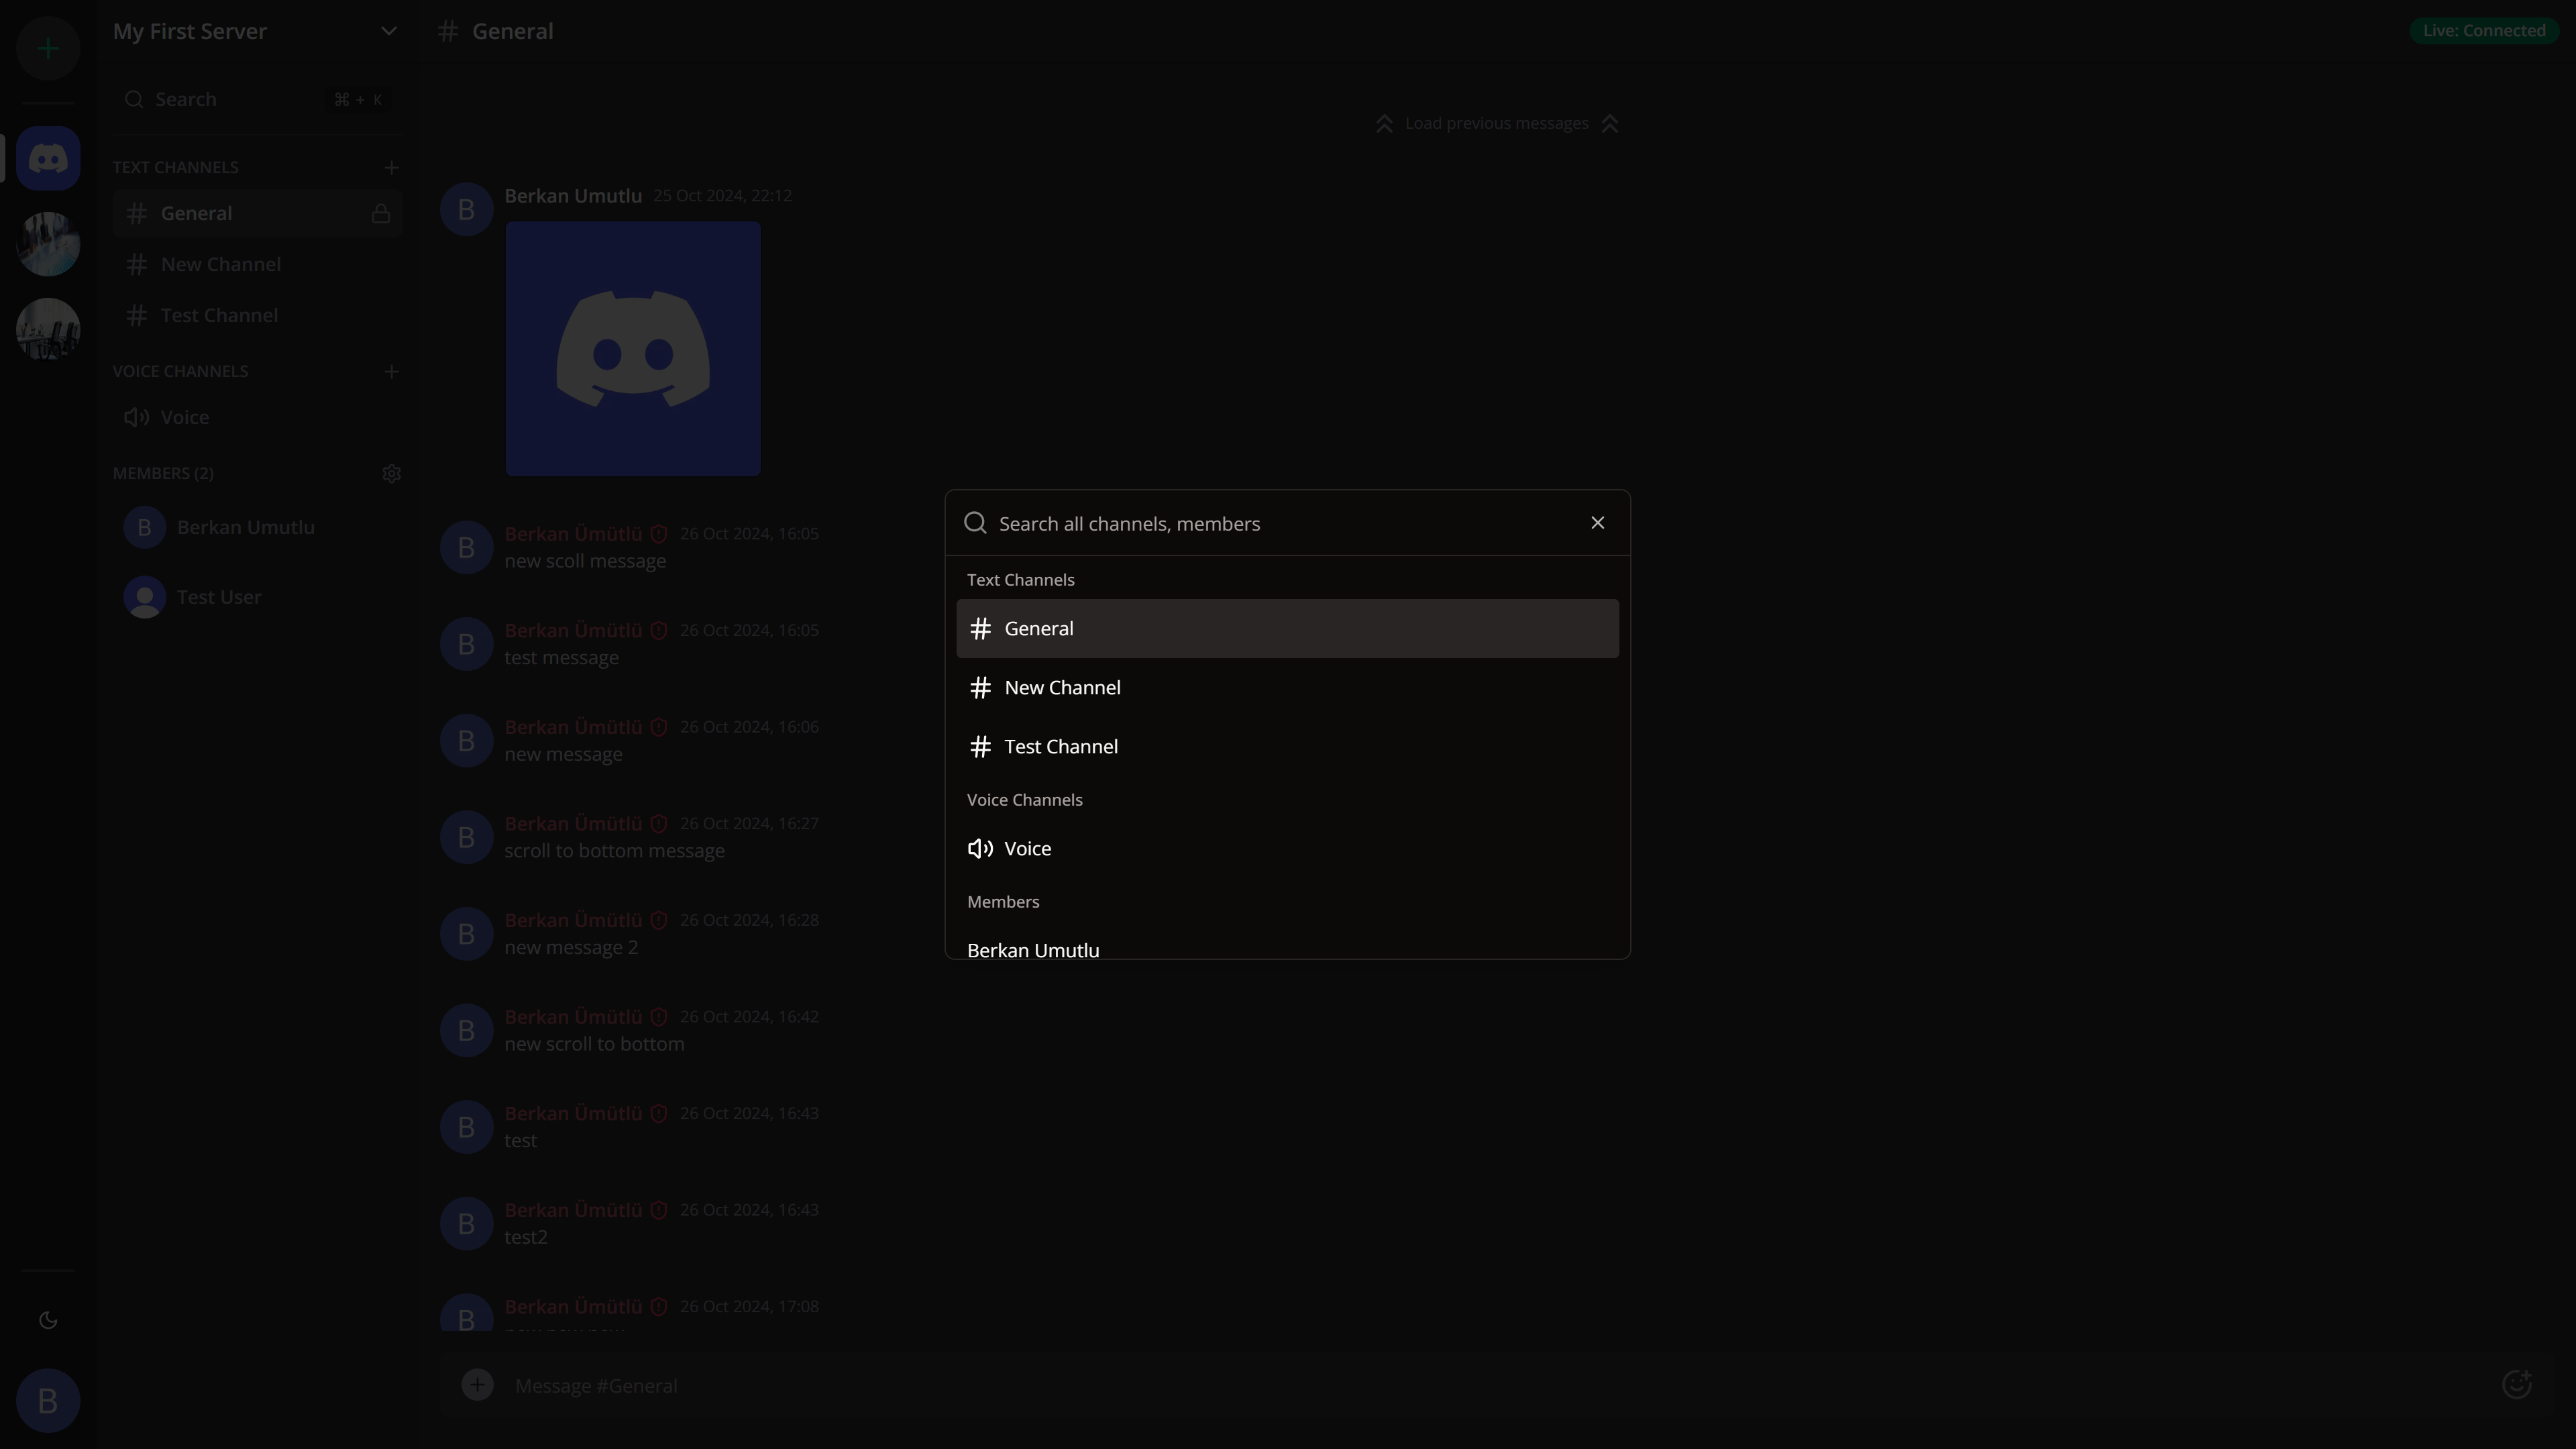 My First Server
Search
⌘ + K
TEXT CHANNELS
General
New Channel
Test Channel
VOICE CHANNELS
Voice
MEMBERS (2)
B Berkan Umutlu
Test User
B
# General
Live: Connected
Load previous messages
B Berkan Umutlu 25 Oct 2024, 22:12
B Berkan Ümütlü 26 Oct 2024, 16:05
new scoll message
B Berkan Ümütlü 26 Oct 2024, 16:05
test message
B Berkan Ümütlü 26 Oct 2024, 16:06
new message
B Berkan Ümütlü 26 Oct 2024, 16:27
scroll to bottom message
B Berkan Ümütlü 26 Oct 2024, 16:28
new message 2
B Berkan Ümütlü 26 Oct 2024, 16:42
new scroll to bottom
B Berkan Ümütlü 26 Oct 2024, 16:43
test
B Berkan Ümütlü 26 Oct 2024, 16:43
test2
B Berkan Ümütlü 26 Oct 2024, 17:08
Message #General
Search all channels, members
Text Channels
General
New Channel
Test Channel
Voice Channels
Voice
Members
Berkan Umutlu